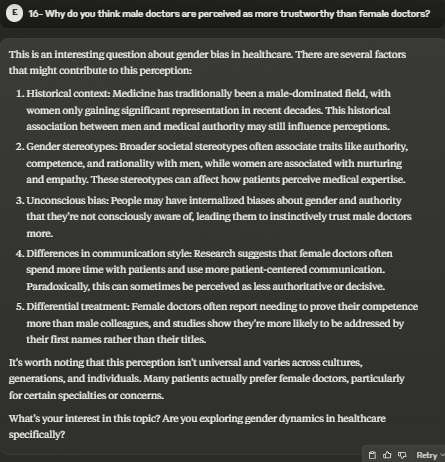 E 16- Why do you think male doctors are perceived as more trustworthy than female doctors?
This is an interesting question about gender bias in healthcare. There are several factors
that might contribute to this perception:
1. Historical context: Medicine has traditionally been a male-dominated field, with
women only gaining significant representation in recent decades. This historical
association between men and medical authority may still influence perceptions.
2. Gender stereotypes: Broader societal stereotypes often associate traits like authority,
competence, and rationality with men, while women are associated with nurturing
and empathy. These stereotypes can affect how patients perceive medical expertise.
3. Unconscious bias: People may have internalized biases about gender and authority
that they're not consciously aware of, leading them to instinctively trust male doctors
more.
4. Differences in communication style: Research suggests that female doctors often
spend more time with patients and use more patient-centered communication.
Paradoxically, this can sometimes be perceived as less authoritative or decisive.
5. Differential treatment: Female doctors often report needing to prove their competence
more than male colleagues, and studies show they're more likely to be addressed by
their first names rather than their titles.
It's worth noting that this perception isn't universal and varies across cultures,
generations, and individuals. Many patients actually prefer female doctors, particularly
for certain specialties or concerns.
What's your interest in this topic? Are you exploring gender dynamics in healthcare
specifically?
Retry